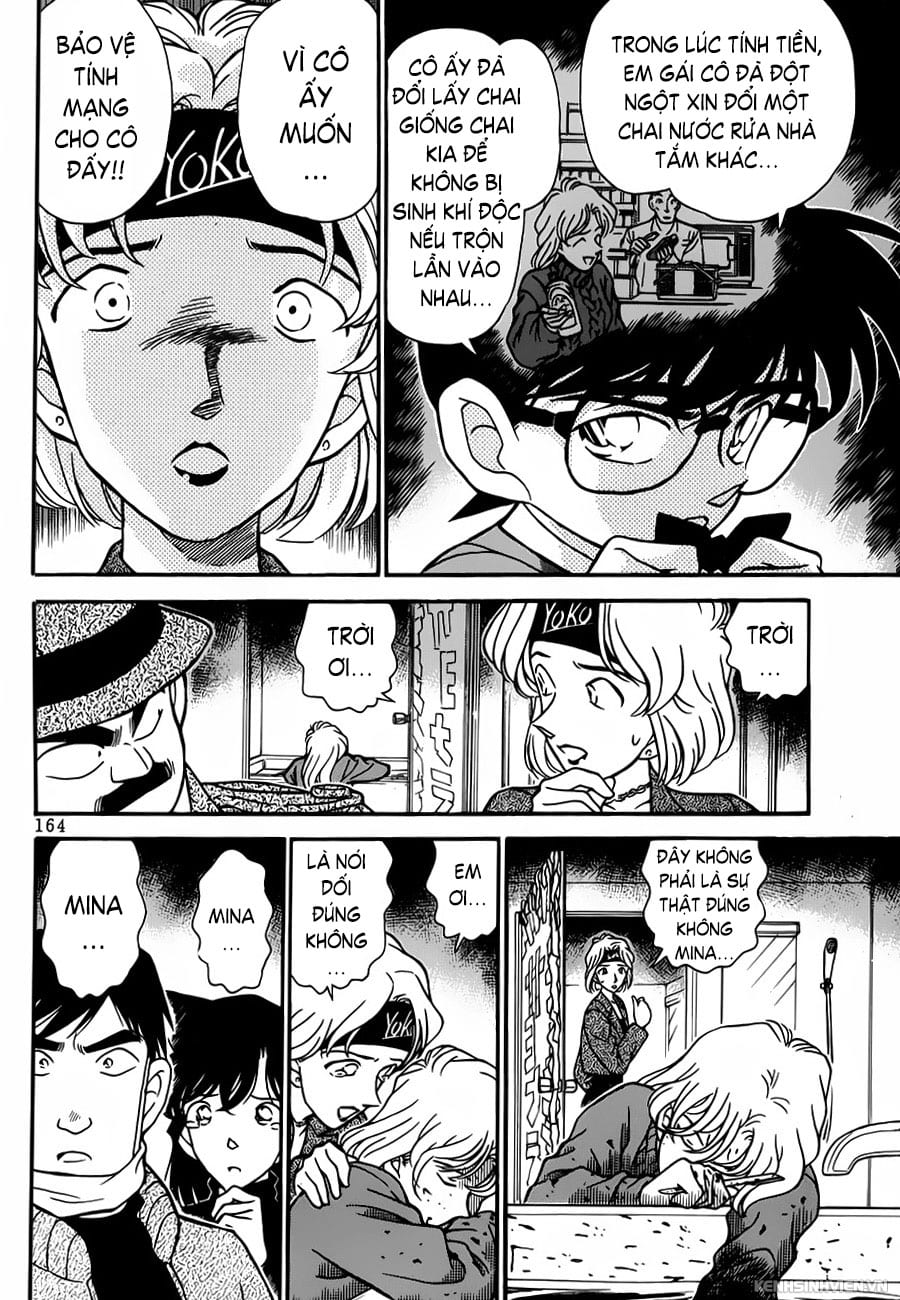 TRONG LÚC TÍNH TIỀN,
EM GÁI CÔ ĐÀ ĐỘT
NGỘT XIN ĐỔI MỘT
CHAI NƯỚC RỬA NHÀ
TẮM KHÁC...
CÔ ẤY ĐÀ
ĐỔI LẤY CHAI
GIỐNG CHAI
KIA ĐỂ
KHÔNG BỊ
SINH KHÍ ĐỘC
NẾU TRỘN
LẪN VÀO
NHAU...
VÌ CÔ
ẤY
MUỐN
...
BẢO VỆ
TÍNH
MẠNG
CHO CÔ
ĐẤY!!
YOKO
TRỜI
...
YOKO
TRỜI
ƠI...
164
ĐÂY KHÔNG
PHẢI LÀ SỰ
THẬT ĐÚNG
KHÔNG
MINA...
EM
ƠI...
LÀ NÓI
DỐI
ĐÚNG
KHÔNG
...
YOKO
MINA
...
MINA
...
KENHSINHVIEN.VN